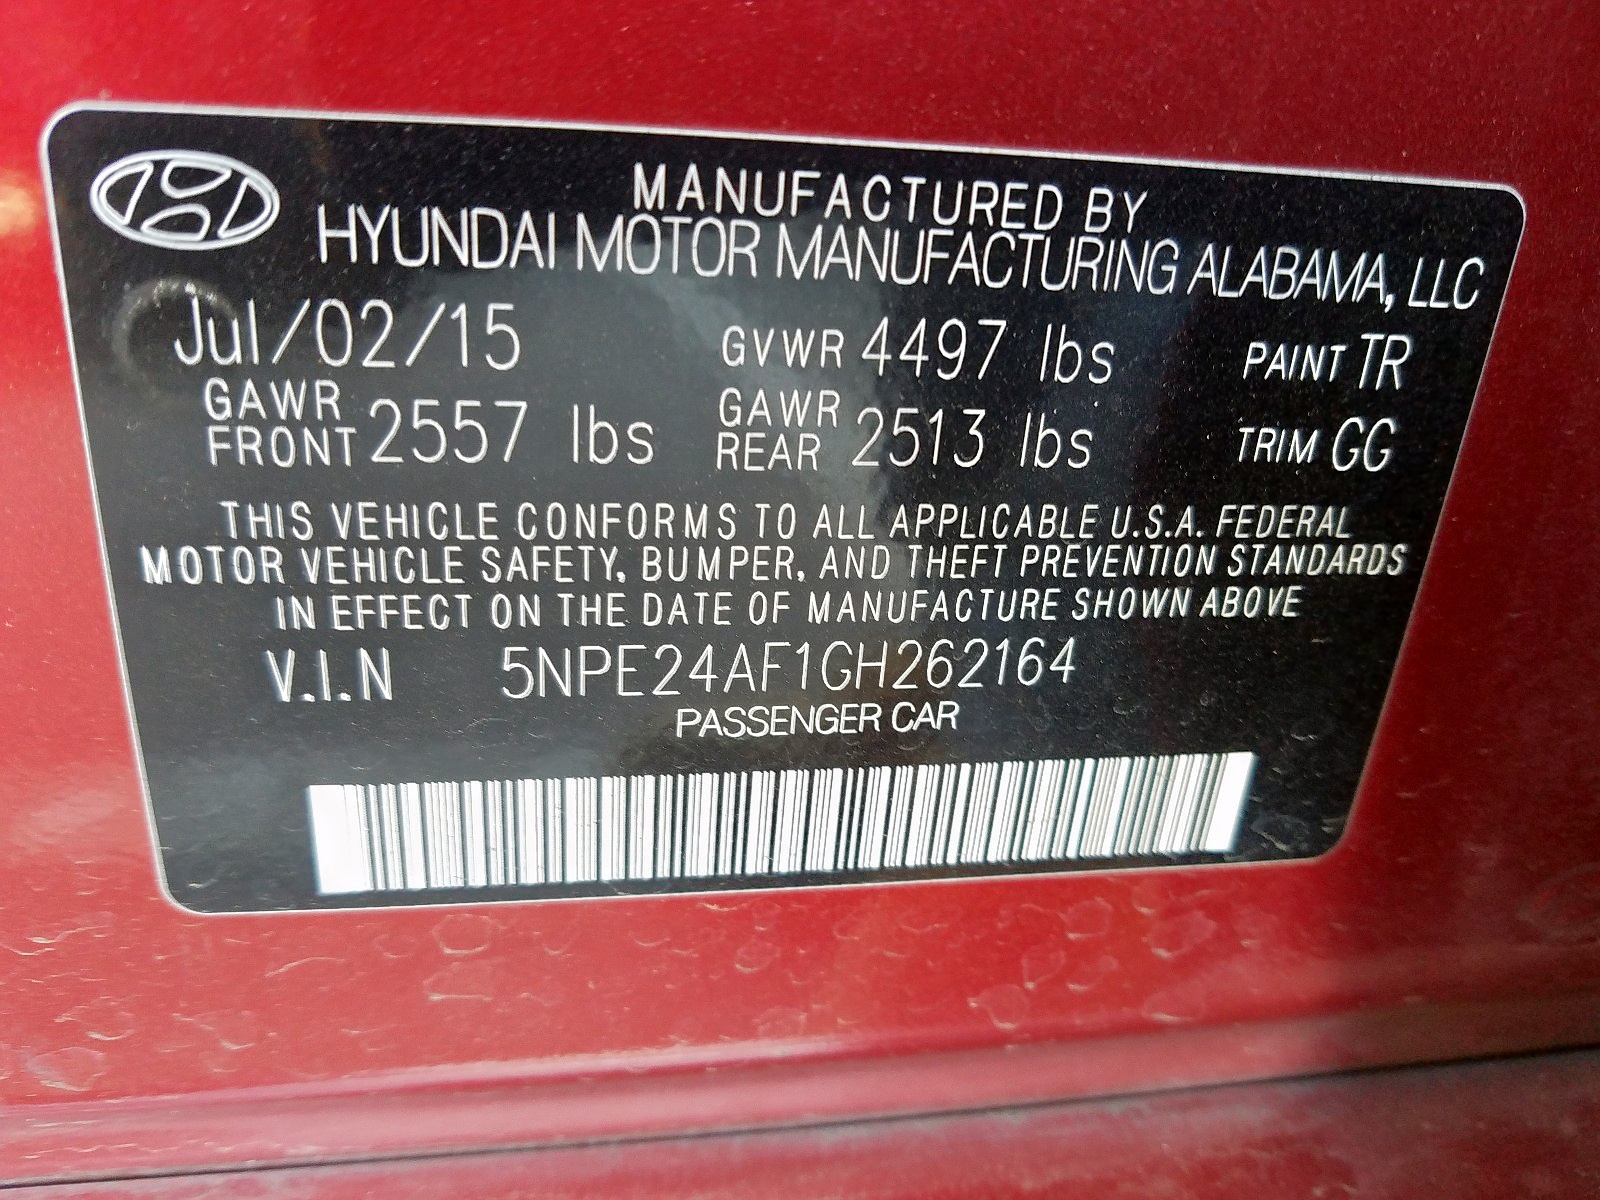 MANUFACTURED BY
HYUNDAI MOTOR MANUFACTURING ALABAMA, LLC
Jul/02/15 GVWR 4497 lbs PAINT TR
GAWR FRONT 2557 lbs GAWR REAR 2513 lbs TRIM GG
THIS VEHICLE CONFORMS TO ALL APPLICABLE U.S.A. FEDERAL
MOTOR VEHICLE SAFETY, BUMPER, AND THEFT PREVENTION STANDARDS
IN EFFECT ON THE DATE OF MANUFACTURE SHOWN ABOVE
V.I.N 5NPE24AF1GH262164
PASSENGER CAR